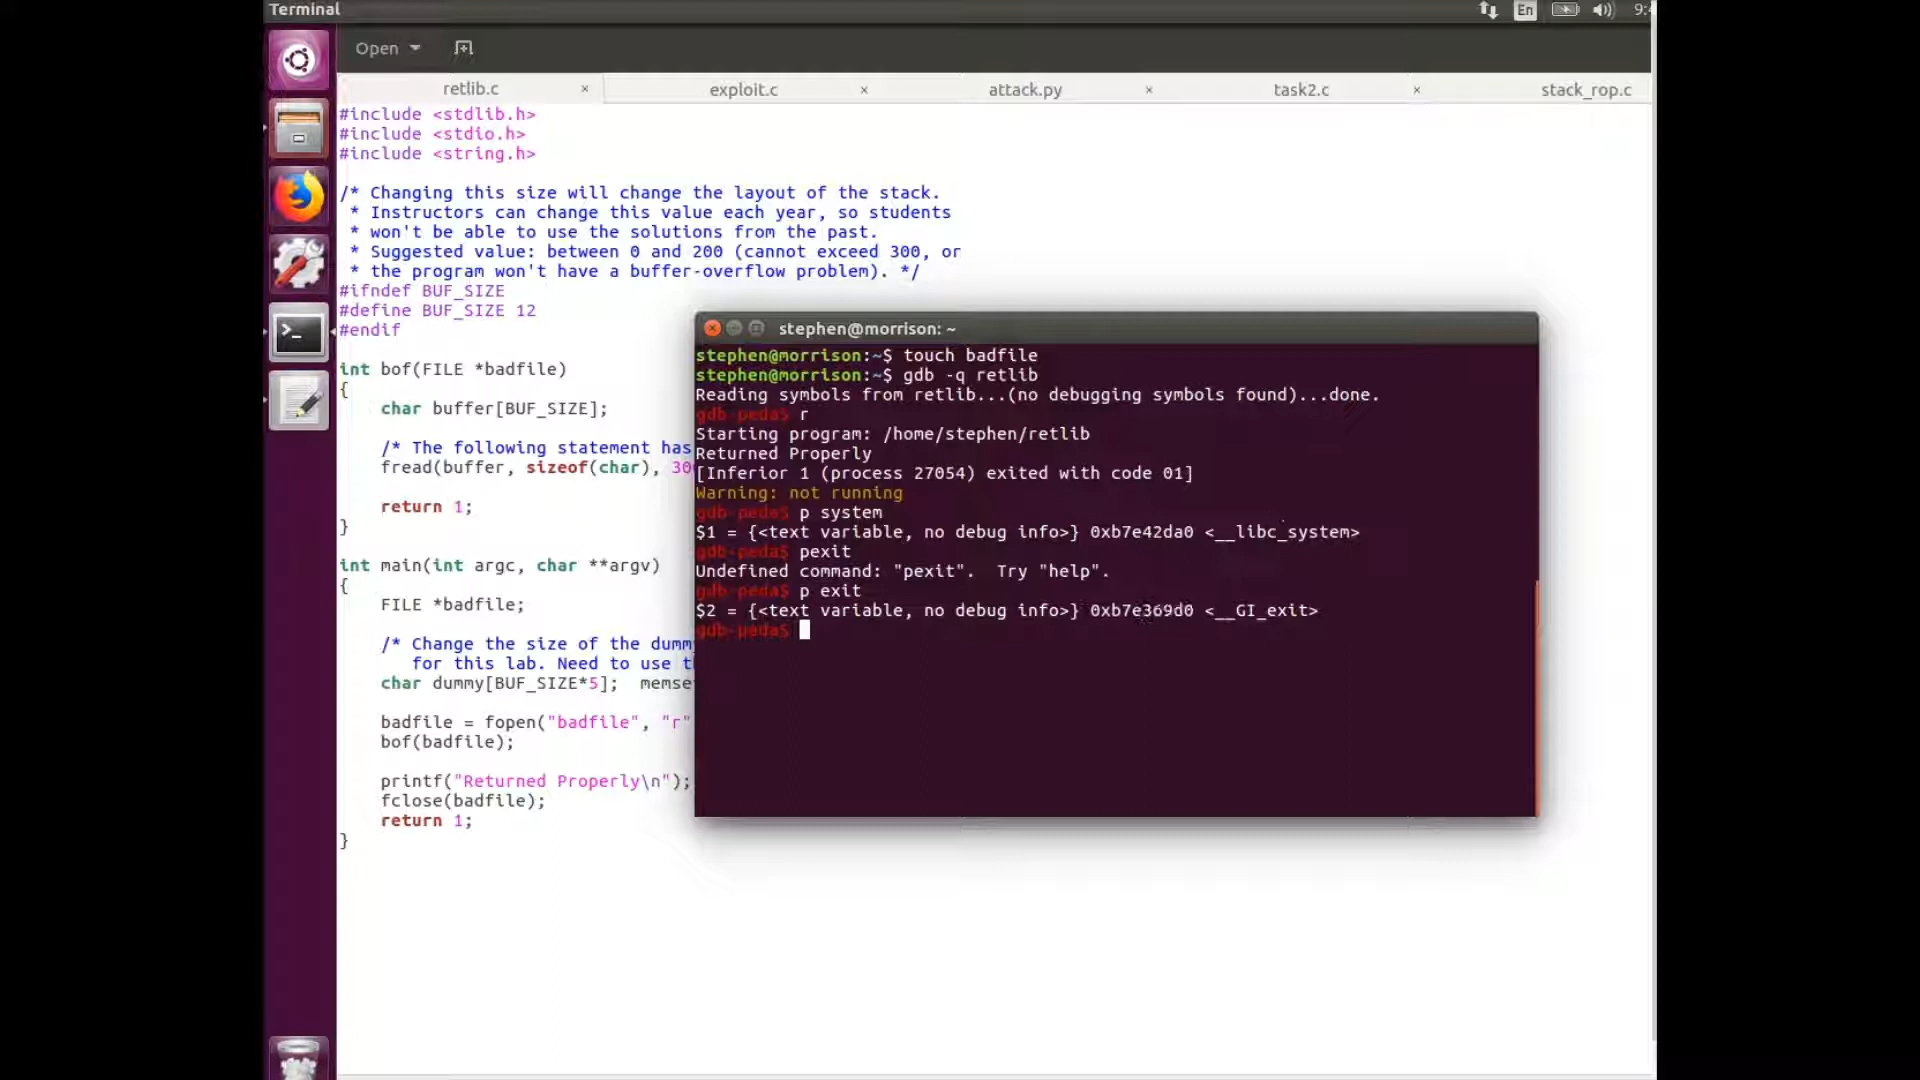 Terminal
En
Open
retlib.c × exploit.c × attack.py × task2.c × stack_rop.c
#include <stdlib.h>
#include <stdio.h>
#include <string.h>
/* Changing this size will change the layout of the stack.
* Instructors can change this value each year, so students
* won't be able to use the solutions from the past.
* Suggested value: between 0 and 200 (cannot exceed 300, or
* the program won't have a buffer-overflow problem). */
#ifndef BUF_SIZE
#define BUF_SIZE 12
#endif
int bof(FILE *badfile)
{
char buffer[BUF_SIZE];
/* The following statement has
fread(buffer, sizeof(char), 30
return 1;
}
int main(int argc, char **argv)
{
FILE *badfile;
/* Change the size of the dumm
for this lab. Need to use t
char dummy[BUF_SIZE*5]; memse
badfile = fopen("badfile", "r"
bof(badfile);
printf("Returned Properly\n");
fclose(badfile);
return 1;
}
stephen@morrison: ~
stephen@morrison:~$ touch badfile
stephen@morrison:~$ gdb -q retlib
Reading symbols from retlib...(no debugging symbols found)...done.
gdb-peda$ r
Starting program: /home/stephen/retlib
Returned Properly
[Inferior 1 (process 27054) exited with code 01]
Warning: not running
gdb-peda$ p system
$1 = {<text variable, no debug info>} 0xb7e42da0 <__libc_system>
gdb-peda$ pexit
Undefined command: "pexit".  Try "help".
gdb-peda$ p exit
$2 = {<text variable, no debug info>} 0xb7e369d0 <__GI_exit>
gdb-peda$